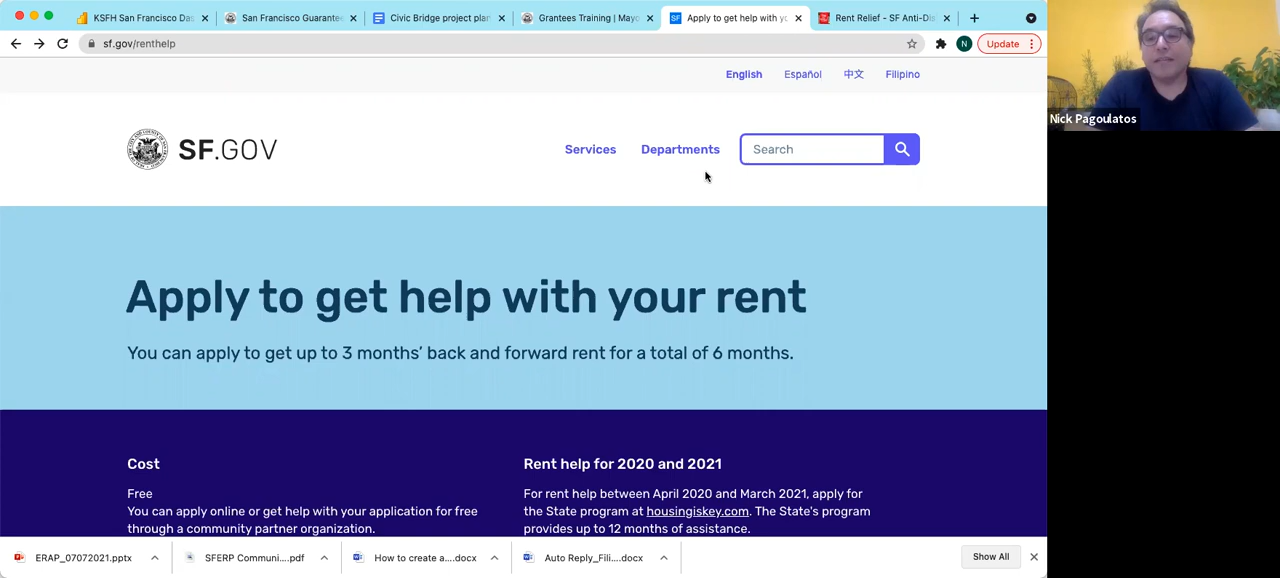 KSFH San Francisco Das
San Francisco Guarante
Civic Bridge project plan
Grantees Training | Mayo
SF
Apply to get help with yo
Rent Relief - SF Anti-Dis
sf.gov/renthelp
N
Update
English Español 中文 Filipino
SF.GOV
Services Departments Search
Apply to get help with your rent
You can apply to get up to 3 months’ back and forward rent for a total of 6 months.
Cost
Free
You can apply online or get help with your application for free
through a community partner organization.
Rent help for 2020 and 2021
For rent help between April 2020 and March 2021, apply for
the State program at housingiskey.com. The State's program
provides up to 12 months of assistance.
ERAP_07072021.pptx
SFERP Communi....pdf
How to create a....docx
Auto Reply_Fili....docx
Show All
Nick Pagoulatos